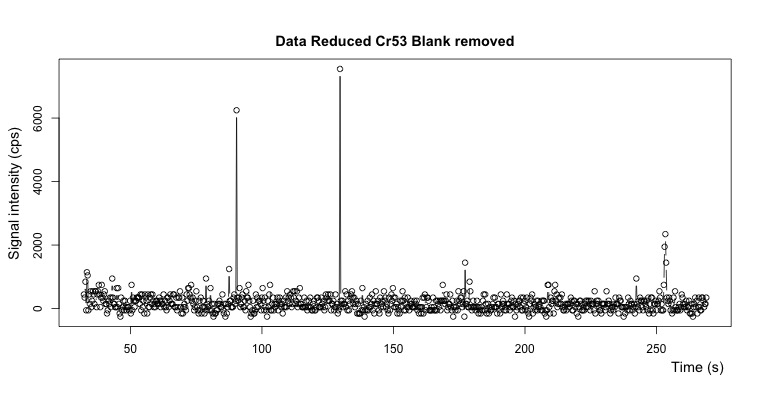 Data Reduced Cr53 Blank removed
Signal intensity (cps)
6000
4000
2000
0
50 100 150 200 250
Time (s)